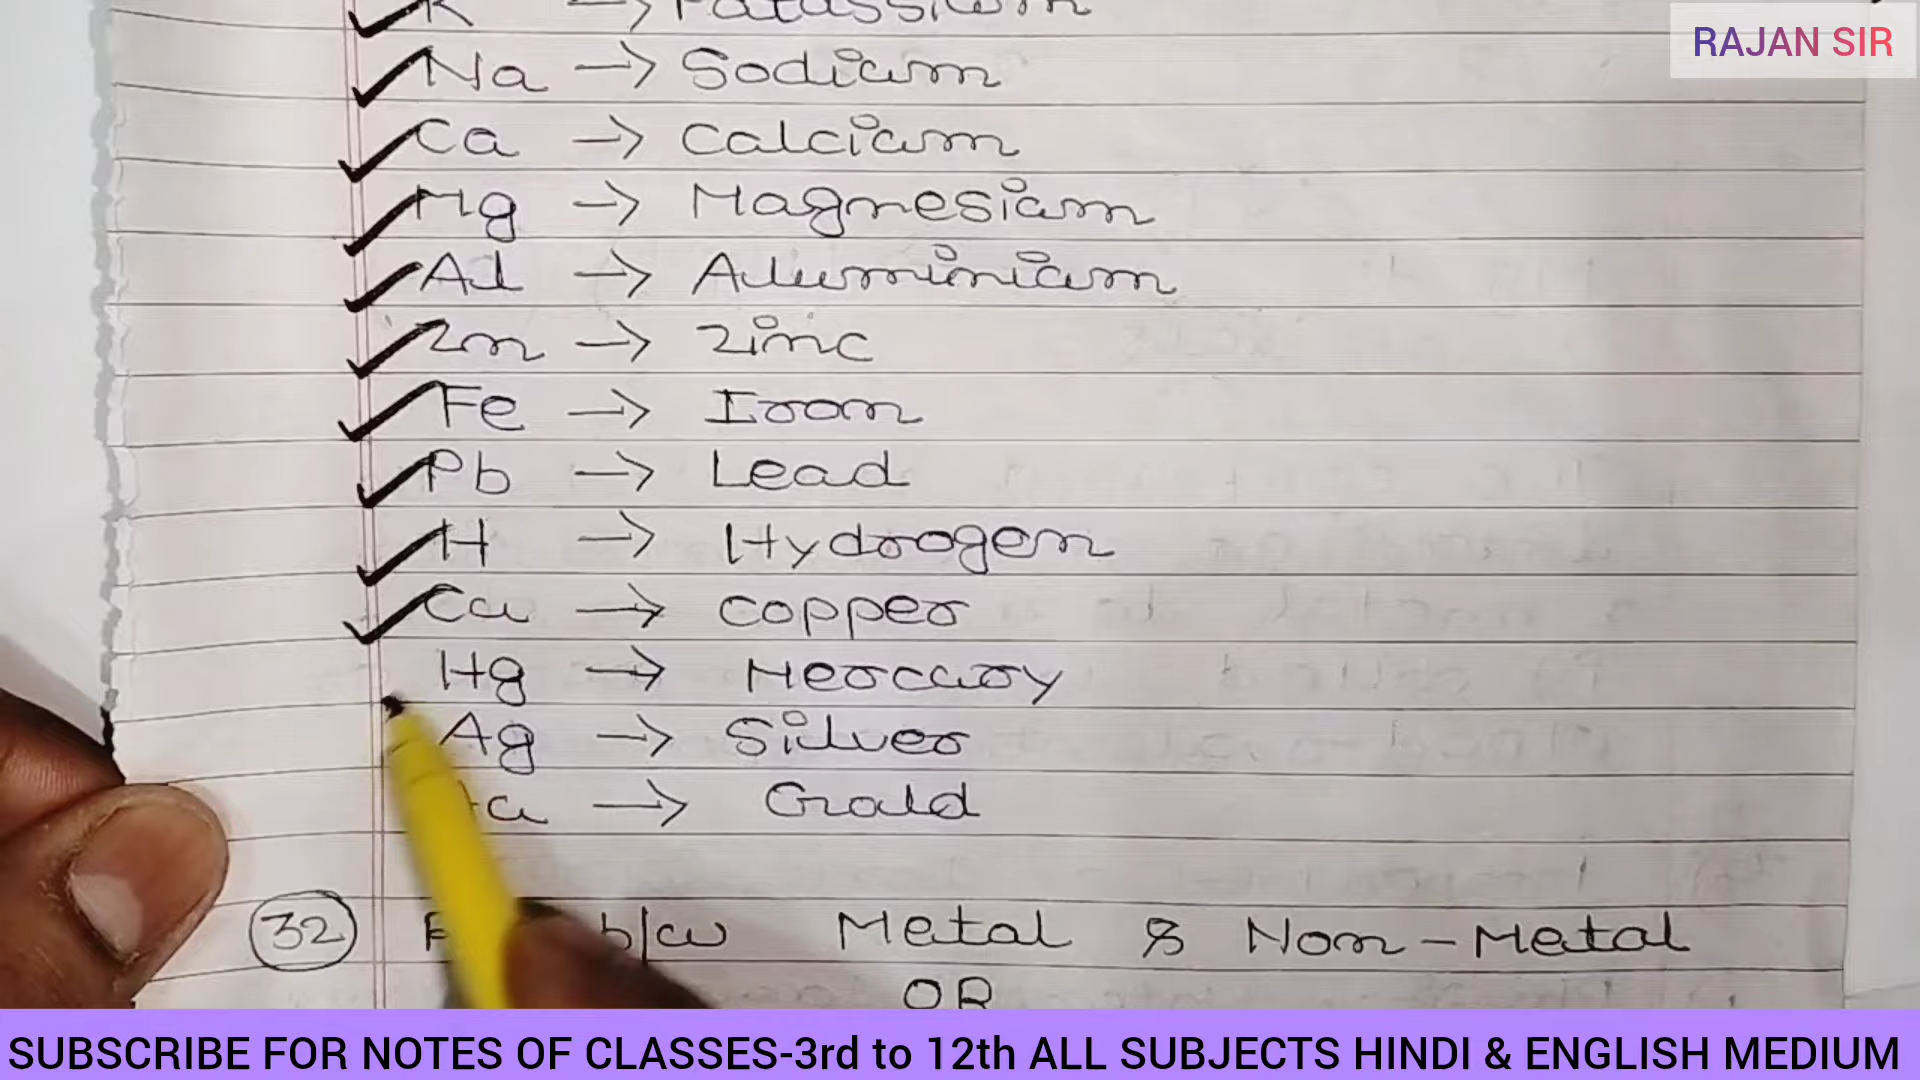 K → Potassium
RAJAN SIR
Na → Sodium
Ca → Calcium
Mg → Magnesium
Al → Aluminium
Zn → Zinc
Fe → Iron
Pb → Lead
H → Hydrogen
Cu → Copper
Hg → Mercury
Ag → Silver
u → Gold
32 b/w Metal & Non-Metal
OR
SUBSCRIBE FOR NOTES OF CLASSES-3rd to 12th ALL SUBJECTS HINDI & ENGLISH MEDIUM